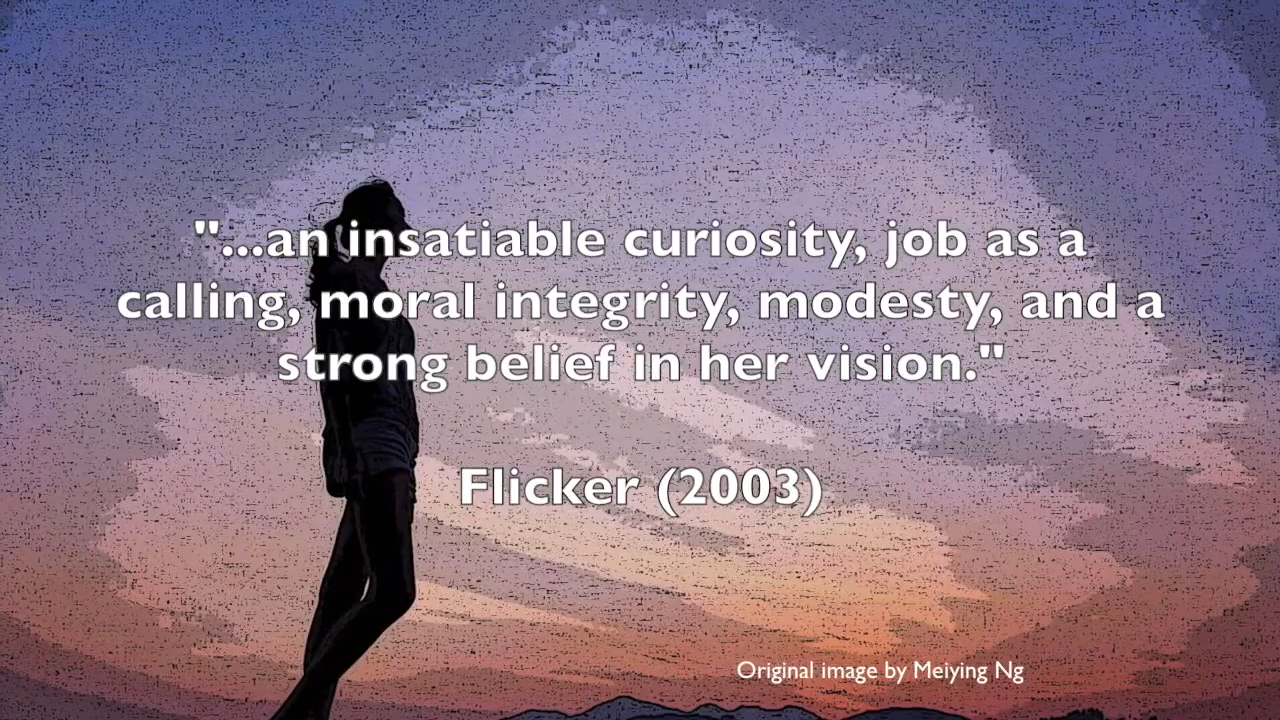 "...an insatiable curiosity, job as a
calling, moral integrity, modesty, and a
strong belief in her vision."
Flicker (2003)
Original image by Meiying Ng